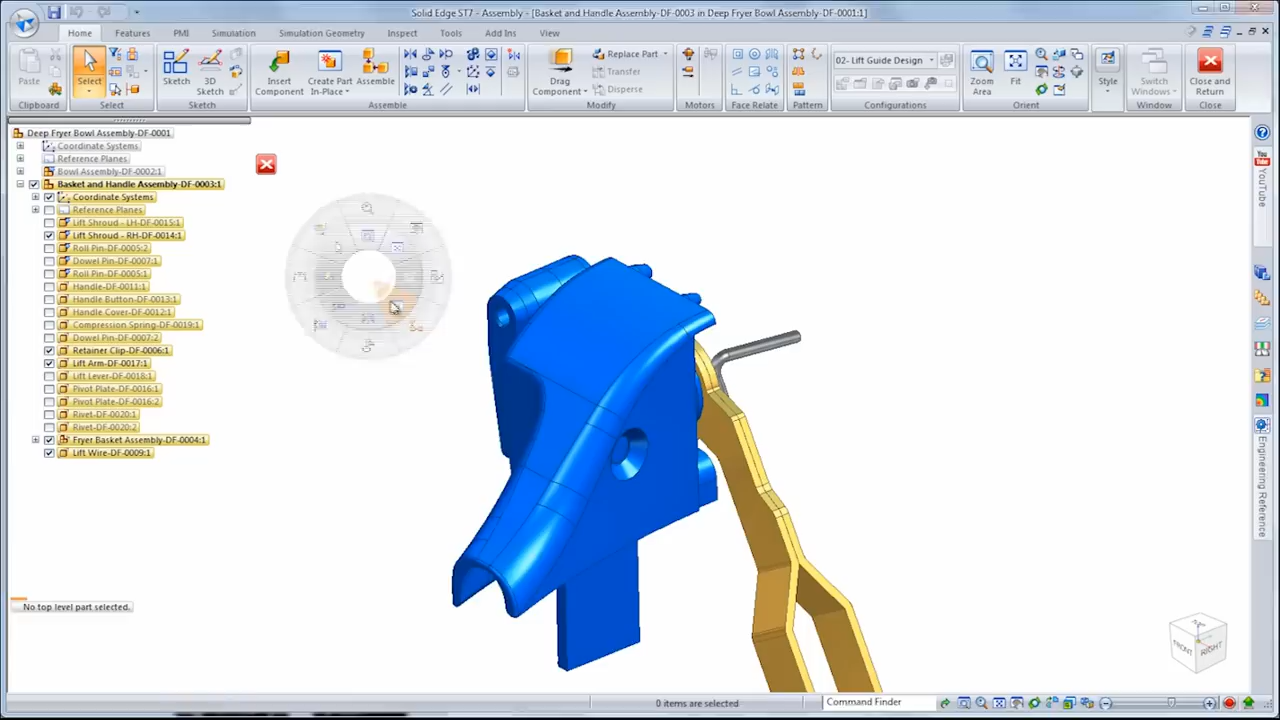 Solid Edge ST7 - Assembly - [Basket and Handle Assembly-DF-0003 in Deep Fryer Bowl Assembly-DF-0001:1]
Home Features PMI Simulation Simulation Geometry Inspect Tools Add Ins View
Paste
Select
Sketch
3D Sketch
Insert Component
Create Part In-Place
Assemble
Drag Component
Replace Part
Transfer
Disperse
02- Lift Guide Design
Zoom Area
Fit
Style
Switch Windows
Close and Return
Clipboard Select Sketch Assemble Modify Motors Face Relate Pattern Configurations Orient Window Close
Deep Fryer Bowl Assembly-DF-0001
Coordinate Systems
Reference Planes
Bowl Assembly-DF-0002:1
Basket and Handle Assembly-DF-0003:1
Coordinate Systems
Reference Planes
Lift Shroud - LH-DF-0015:1
Lift Shroud - RH-DF-0014:1
Roll Pin-DF-0005:2
Dowel Pin-DF-0007:1
Roll Pin-DF-0005:1
Handle-DF-0011:1
Handle Button-DF-0013:1
Handle Cover-DF-0012:1
Compression Spring-DF-0019:1
Dowel Pin-DF-0007:2
Retainer Clip-DF-0006:1
Lift Arm-DF-0017:1
Lift Lever-DF-0018:1
Pivot Plate-DF-0016:1
Pivot Plate-DF-0016:2
Rivet-DF-0020:1
Rivet-DF-0020:2
Fryer Basket Assembly-DF-0004:1
Lift Wire-DF-0009:1
No top level part selected.
You Tube
YouTube
Engineering Reference
FRONT
RIGHT
0 items are selected
Command Finder